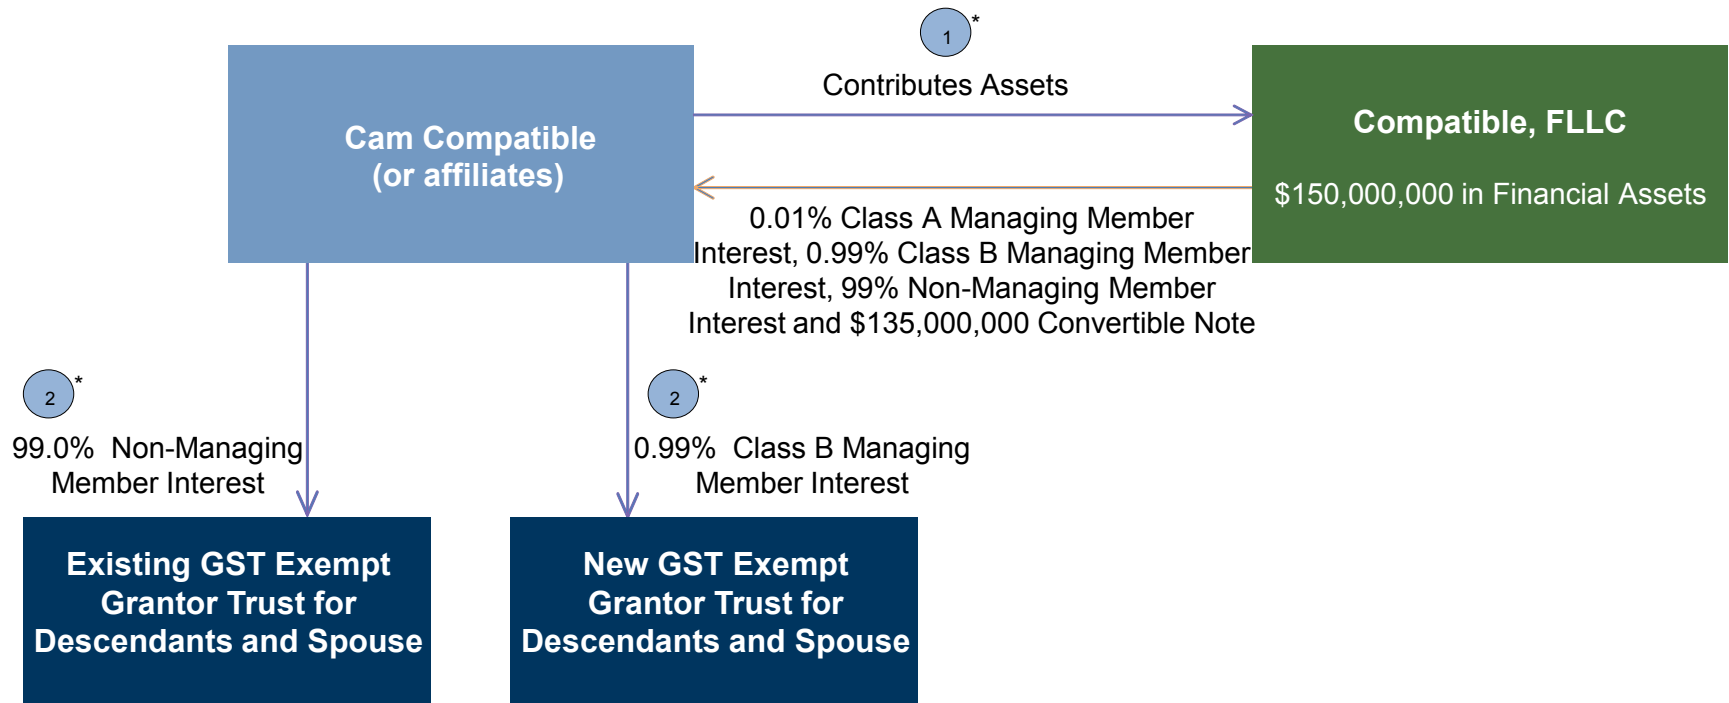 1
*
Contributes Assets
Cam Compatible
(or affiliates)
Compatible, FLLC
$150,000,000 in Financial Assets
0.01% Class A Managing Member
Interest, 0.99% Class B Managing Member
Interest, 99% Non-Managing Member
Interest and $135,000,000 Convertible Note
2
*
99.0% Non-Managing
Member Interest
2
*
0.99% Class B Managing
Member Interest
Existing GST Exempt
Grantor Trust for
Descendants and Spouse
New GST Exempt
Grantor Trust for
Descendants and Spouse